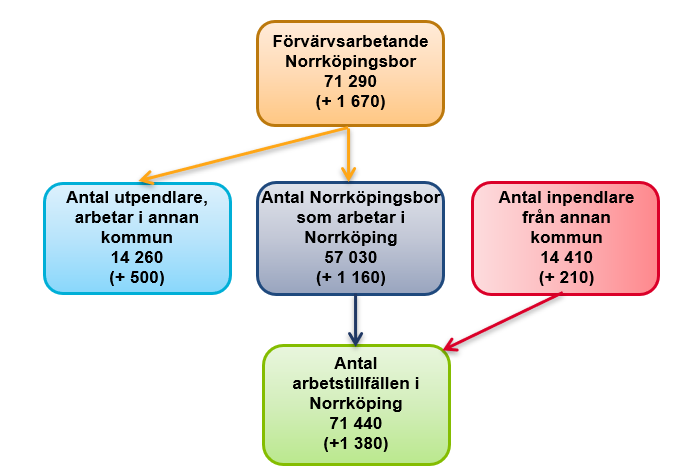 Förvärvsarbetande
Norrköpingsbor
71 290
(+ 1 670)
Antal utpendlare,
arbetar i annan
kommun
14 260
(+ 500)
Antal Norrköpingsbor
som arbetar i
Norrköping
57 030
(+ 1 160)
Antal inpendlare
från annan
kommun
14 410
(+ 210)
Antal
arbetstillfällen i
Norrköping
71 440
(+1 380)